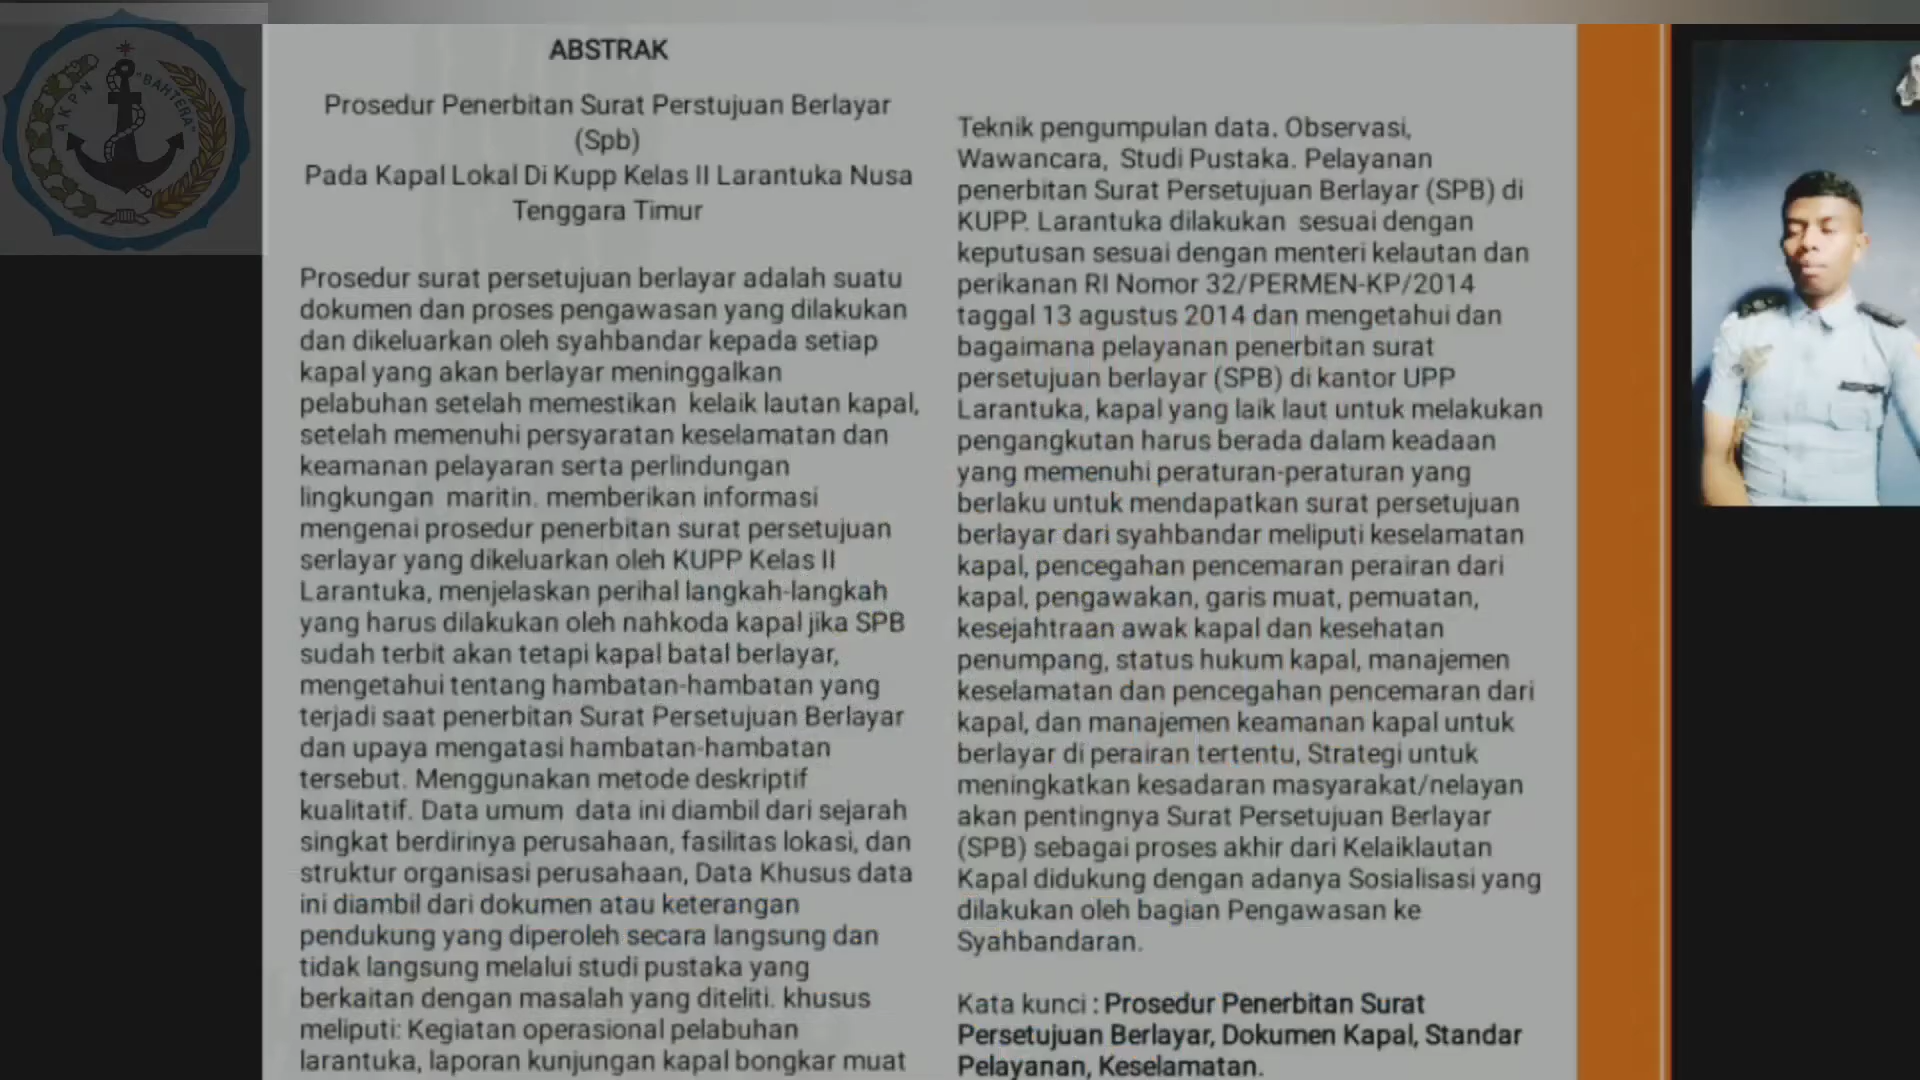 AKPN "BAHTERA"
ABSTRAK
Prosedur Penerbitan Surat Perstujuan Berlayar
(Spb)
Pada Kapal Lokal Di Kupp Kelas II Larantuka Nusa
Tenggara Timur
Prosedur surat persetujuan berlayar adalah suatu
dokumen dan proses pengawasan yang dilakukan
dan dikeluarkan oleh syahbandar kepada setiap
kapal yang akan berlayar meninggalkan
pelabuhan setelah memestikan kelaik lautan kapal,
setelah memenuhi persyaratan keselamatan dan
keamanan pelayaran serta perlindungan
lingkungan maritin. memberikan informasi
mengenai prosedur penerbitan surat persetujuan
serlayar yang dikeluarkan oleh KUPP Kelas II
Larantuka, menjelaskan perihal langkah-langkah
yang harus dilakukan oleh nahkoda kapal jika SPB
sudah terbit akan tetapi kapal batal berlayar,
mengetahui tentang hambatan-hambatan yang
terjadi saat penerbitan Surat Persetujuan Berlayar
dan upaya mengatasi hambatan-hambatan
tersebut. Menggunakan metode deskriptif
kualitatif. Data umum data ini diambil dari sejarah
singkat berdirinya perusahaan, fasilitas lokasi, dan
struktur organisasi perusahaan, Data Khusus data
ini diambil dari dokumen atau keterangan
pendukung yang diperoleh secara langsung dan
tidak langsung melalui studi pustaka yang
berkaitan dengan masalah yang diteliti. khusus
meliputi: Kegiatan operasional pelabuhan
larantuka, laporan kunjungan kapal bongkar muat
Teknik pengumpulan data. Observasi,
Wawancara, Studi Pustaka. Pelayanan
penerbitan Surat Persetujuan Berlayar (SPB) di
KUPP. Larantuka dilakukan sesuai dengan
keputusan sesuai dengan menteri kelautan dan
perikanan RI Nomor 32/PERMEN-KP/2014
taggal 13 agustus 2014 dan mengetahui dan
bagaimana pelayanan penerbitan surat
persetujuan berlayar (SPB) di kantor UPP
Larantuka, kapal yang laik laut untuk melakukan
pengangkutan harus berada dalam keadaan
yang memenuhi peraturan-peraturan yang
berlaku untuk mendapatkan surat persetujuan
berlayar dari syahbandar meliputi keselamatan
kapal, pencegahan pencemaran perairan dari
kapal, pengawakan, garis muat, pemuatan,
kesejahtraan awak kapal dan kesehatan
penumpang, status hukum kapal, manajemen
keselamatan dan pencegahan pencemaran dari
kapal, dan manajemen keamanan kapal untuk
berlayar di perairan tertentu, Strategi untuk
meningkatkan kesadaran masyarakat/nelayan
akan pentingnya Surat Persetujuan Berlayar
(SPB) sebagai proses akhir dari Kelaiklautan
Kapal didukung dengan adanya Sosialisasi yang
dilakukan oleh bagian Pengawasan ke
Syahbandaran.
Kata kunci : Prosedur Penerbitan Surat
Persetujuan Berlayar, Dokumen Kapal, Standar
Pelayanan, Keselamatan.